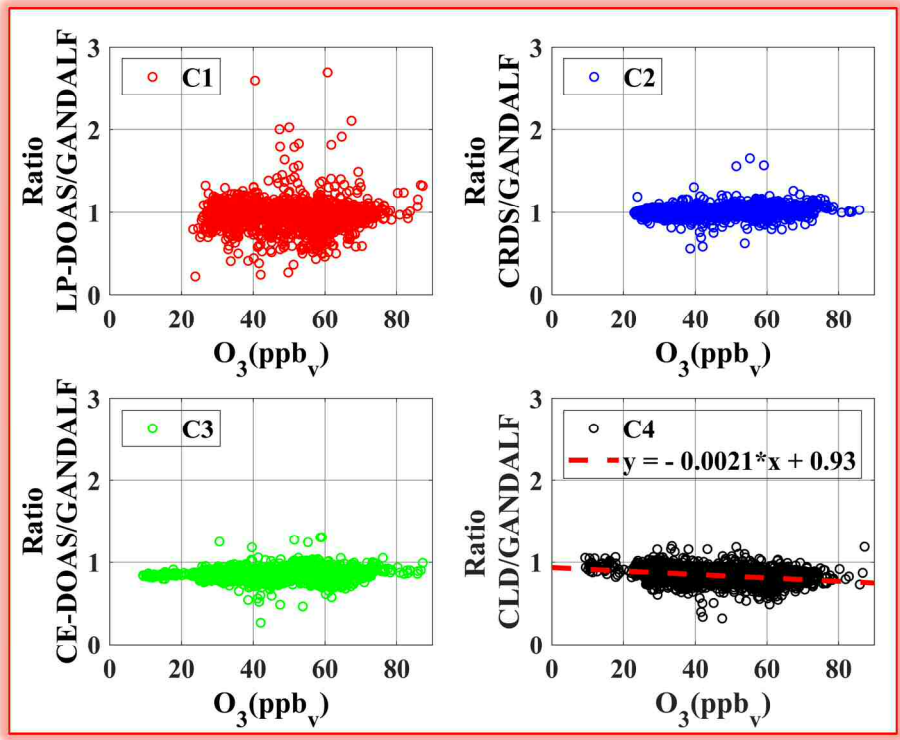 Ratio
LP-DOAS/GANDALF
3
2
1
0
C1
0 20 40 60 80
O₃(ppbᵥ)
Ratio
CRDS/GANDALF
3
2
1
0
C2
0 20 40 60 80
O₃(ppbᵥ)
Ratio
CE-DOAS/GANDALF
3
2
1
0
C3
0 20 40 60 80
O₃(ppbᵥ)
Ratio
CLD/GANDALF
3
2
1
0
C4
y = - 0.0021*x + 0.93
0 20 40 60 80
O₃(ppbᵥ)